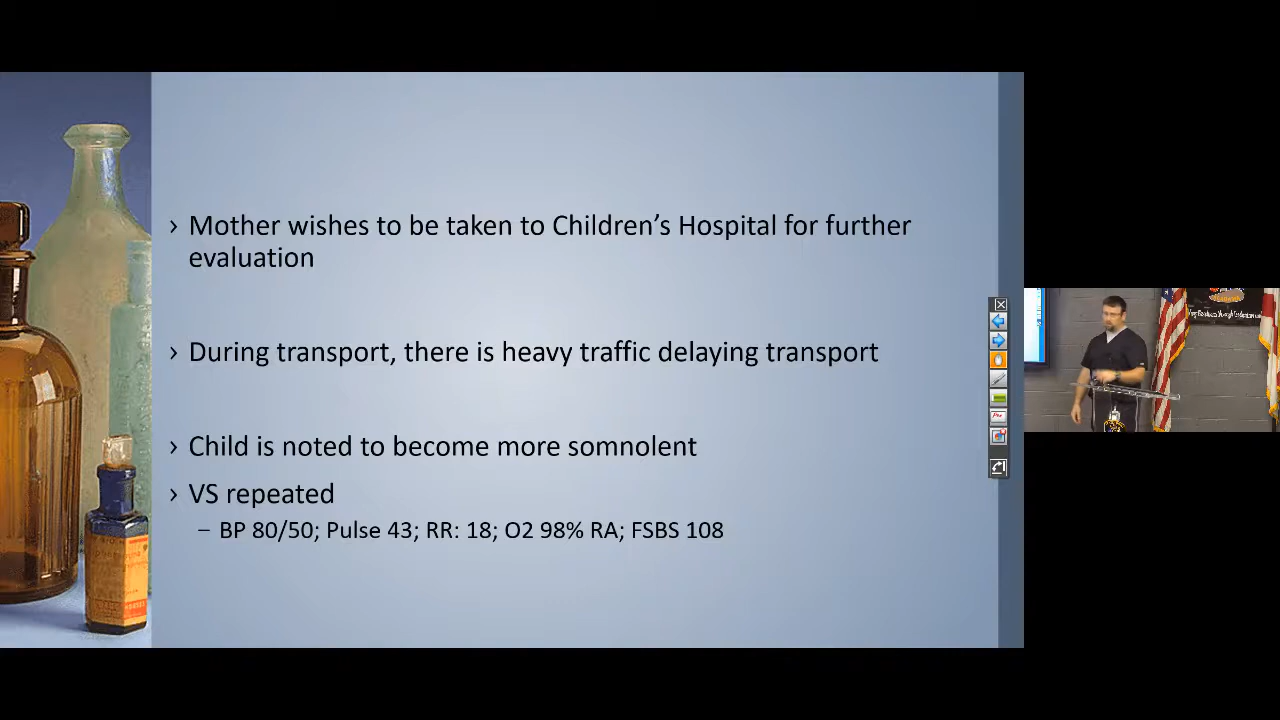 › Mother wishes to be taken to Children’s Hospital for further
evaluation
› During transport, there is heavy traffic delaying transport
› Child is noted to become more somnolent
› VS repeated
– BP 80/50; Pulse 43; RR: 18; O2 98% RA; FSBS 108